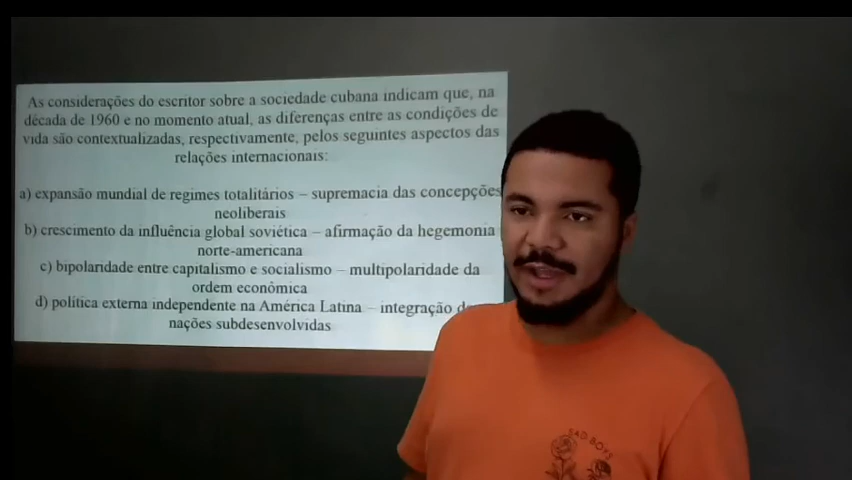 As considerações do escritor sobre a sociedade cubana indicam que, na
década de 1960 e no momento atual, as diferenças entre as condições de
vida são contextualizadas, respectivamente, pelos seguintes aspectos das
relações internacionais:
a) expansão mundial de regimes totalitários – supremacia das concepções
neoliberais
b) crescimento da influência global soviética – afirmação da hegemonia
norte-americana
c) bipolaridade entre capitalismo e socialismo – multipolaridade da
ordem econômica
d) política externa independente na América Latina – integração
nações subdesenvolvidas
SAD BOYS